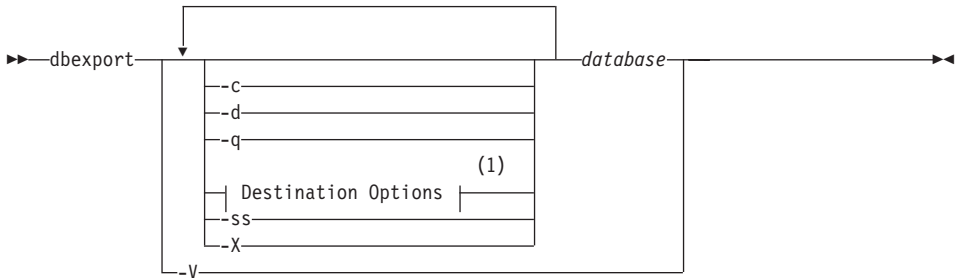 dbexport database
-c
-d
-q
(1)
Destination Options
-ss
-X
-V